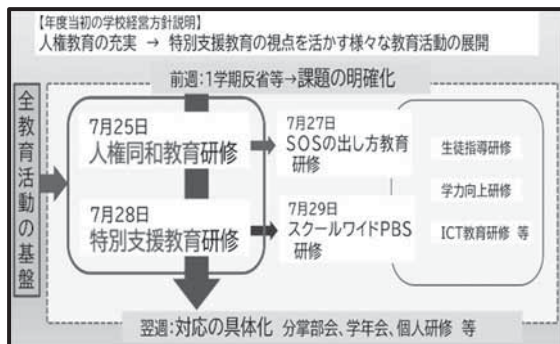 【年度当初の学校経営方針説明】
人権教育の充実 → 特別支援教育の視点を活かす様々な教育活動の展開
前週:1学期反省等→課題の明確化
全教育活動の基盤
7月25日
人権同和教育研修
7月28日
特別支援教育研修
7月27日
SOSの出し方教育
研修
7月29日
スクールワイドPBS
研修
生徒指導研修
学力向上研修
ICT教育研修 等
翌週:対応の具体化 分掌部会、学年会、個人研修 等